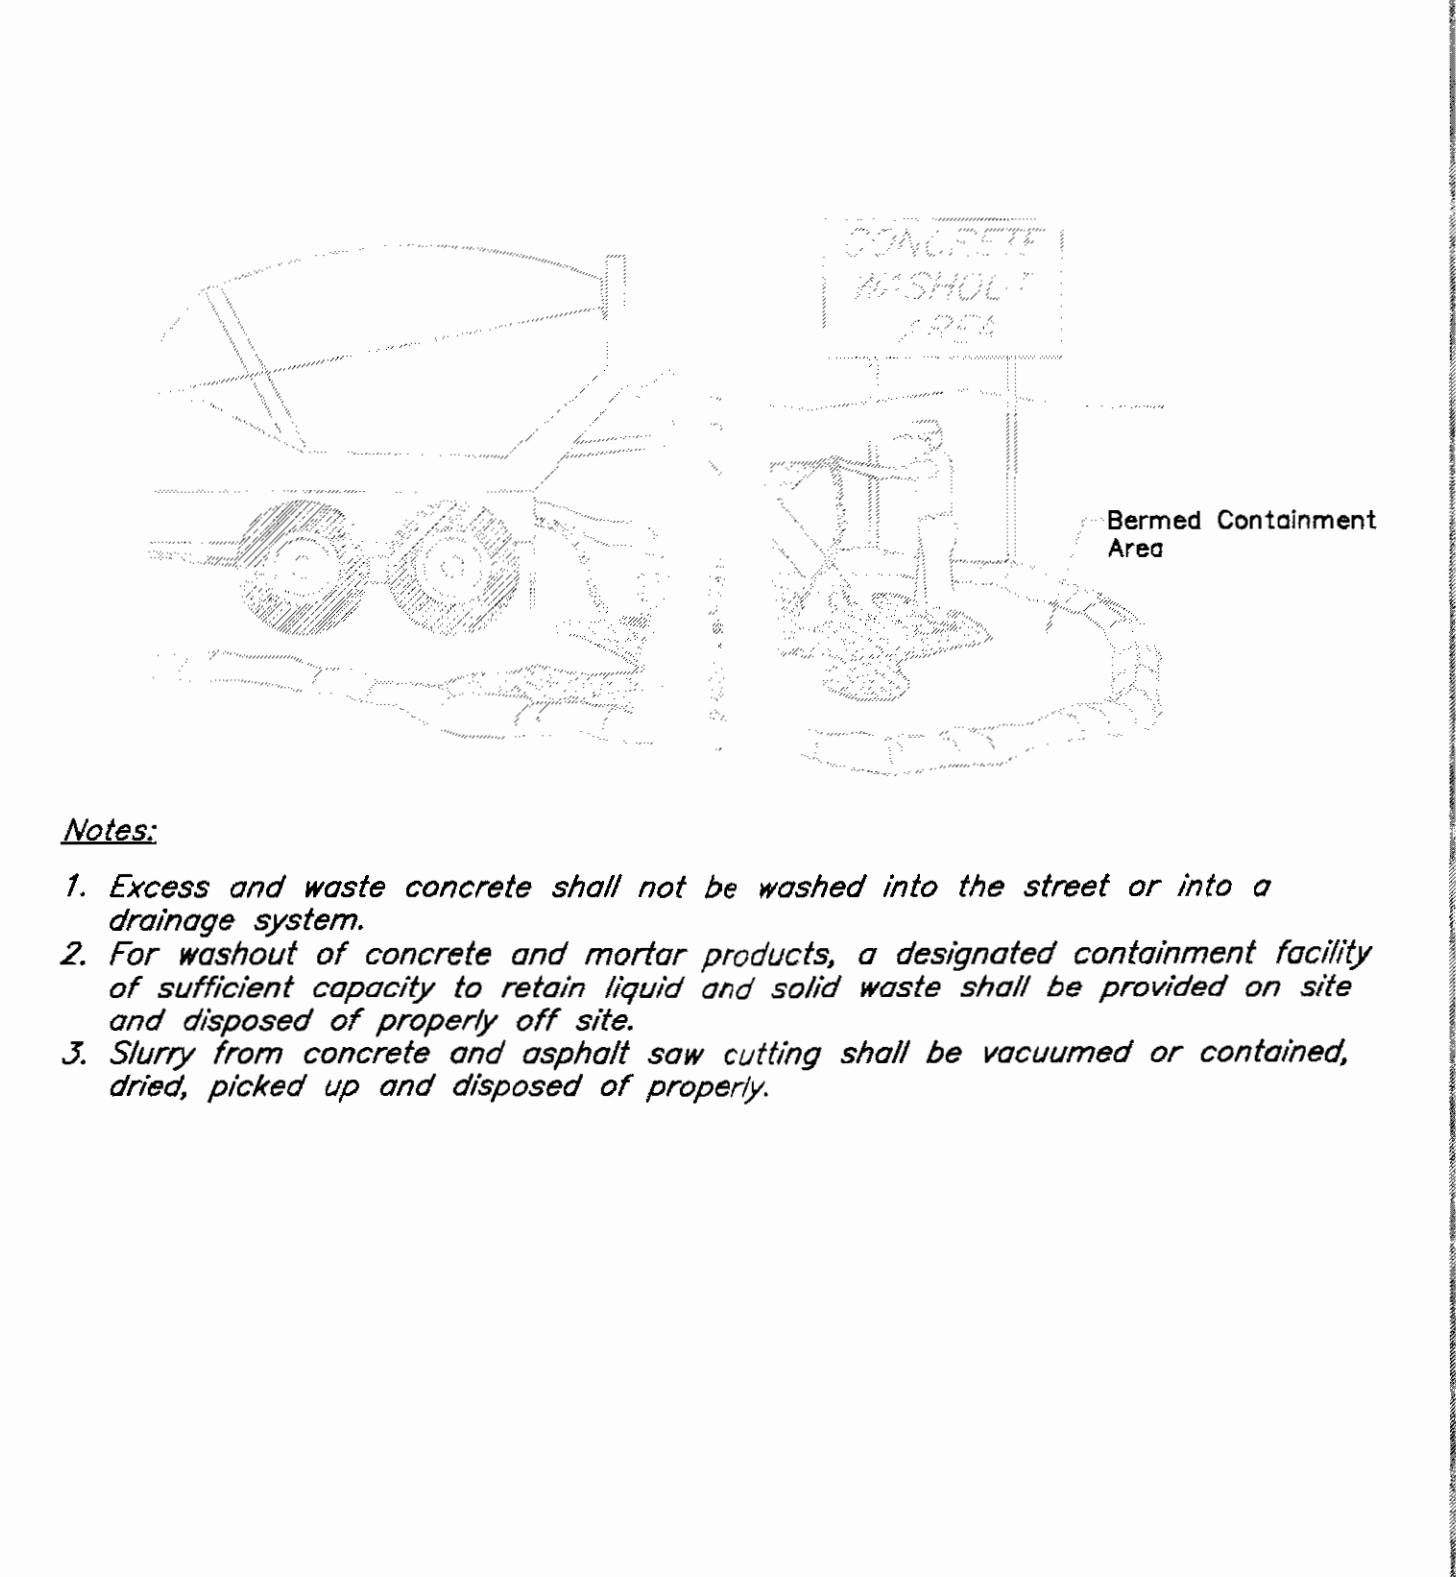 CONCRETE
WASHOUT
AREA
Bermed Containment
Area
Notes:
1. Excess and waste concrete shall not be washed into the street or into a
drainage system.
2. For washout of concrete and mortar products, a designated containment facility
of sufficient capacity to retain liquid and solid waste shall be provided on site
and disposed of properly off site.
3. Slurry from concrete and asphalt saw cutting shall be vacuumed or contained,
dried, picked up and disposed of properly.